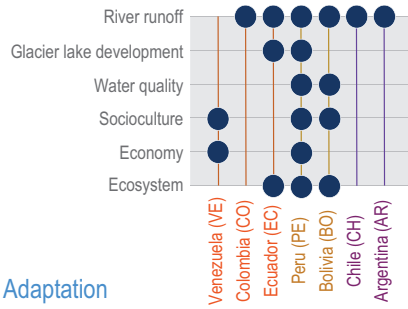 River runoff
Glacier lake development
Water quality
Socioculture
Economy
Ecosystem
Venezuela (VE)
Colombia (CO)
Ecuador (EC)
Peru (PE)
Bolivia (BO)
Chile (CH)
Argentina (AR)
Adaptation